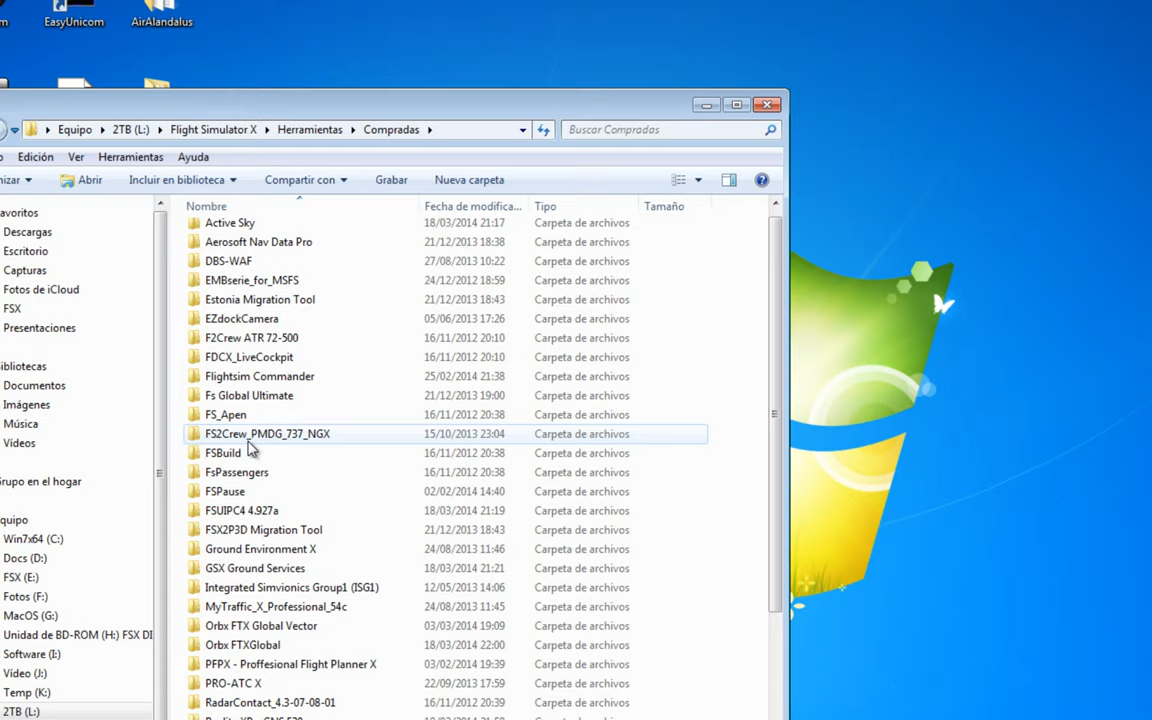 EasyUnicom
AirAlandalus
Equipo
2TB (L:)
Flight Simulator X
Herramientas
Compradas
Buscar Compradas
Edición
Ver
Herramientas
Ayuda
nizar
Abrir
Incluir en biblioteca
Compartir con
Grabar
Nueva carpeta
avoritos
Descargas
Escritorio
Capturas
Fotos de iCloud
FSX
Presentaciones
ibliotecas
Documentos
Imágenes
Música
Vídeos
Grupo en el hogar
quipo
Win7x64 (C:)
Docs (D:)
FSX (E:)
Fotos (F:)
MacOS (G:)
Unidad de BD-ROM (H:) FSX DI
Software (I:)
Vídeo (J:)
Temp (K:)
2TB (L:)
Nombre Fecha de modifica... Tipo Tamaño
Active Sky 18/03/2014 21:17 Carpeta de archivos
Aerosoft Nav Data Pro 21/12/2013 18:38 Carpeta de archivos
DBS-WAF 27/08/2013 10:22 Carpeta de archivos
EMBserie_for_MSFS 24/12/2012 18:59 Carpeta de archivos
Estonia Migration Tool 21/12/2013 18:43 Carpeta de archivos
EZdockCamera 05/06/2013 17:26 Carpeta de archivos
F2Crew ATR 72-500 16/11/2012 20:10 Carpeta de archivos
FDCX_LiveCockpit 16/11/2012 20:10 Carpeta de archivos
Flightsim Commander 25/02/2014 21:38 Carpeta de archivos
Fs Global Ultimate 21/12/2013 19:00 Carpeta de archivos
FS_Apen 16/11/2012 20:38 Carpeta de archivos
FS2Crew_PMDG_737_NGX 15/10/2013 23:04 Carpeta de archivos
FSBuild 16/11/2012 20:38 Carpeta de archivos
FsPassengers 16/11/2012 20:38 Carpeta de archivos
FSPause 02/02/2014 14:40 Carpeta de archivos
FSUIPC4 4.927a 18/03/2014 21:19 Carpeta de archivos
FSX2P3D Migration Tool 21/12/2013 18:43 Carpeta de archivos
Ground Environment X 24/08/2013 11:46 Carpeta de archivos
GSX Ground Services 18/03/2014 21:21 Carpeta de archivos
Integrated Simvionics Group1 (ISG1) 12/05/2013 14:06 Carpeta de archivos
MyTraffic_X_Professional_54c 24/08/2013 11:45 Carpeta de archivos
Orbx FTX Global Vector 03/03/2014 19:09 Carpeta de archivos
Orbx FTXGlobal 18/03/2014 22:00 Carpeta de archivos
PFPX - Proffesional Flight Planner X 03/02/2014 19:39 Carpeta de archivos
PRO-ATC X 22/09/2013 17:59 Carpeta de archivos
RadarContact_4.3-07-08-01 16/11/2012 20:40 Carpeta de archivos